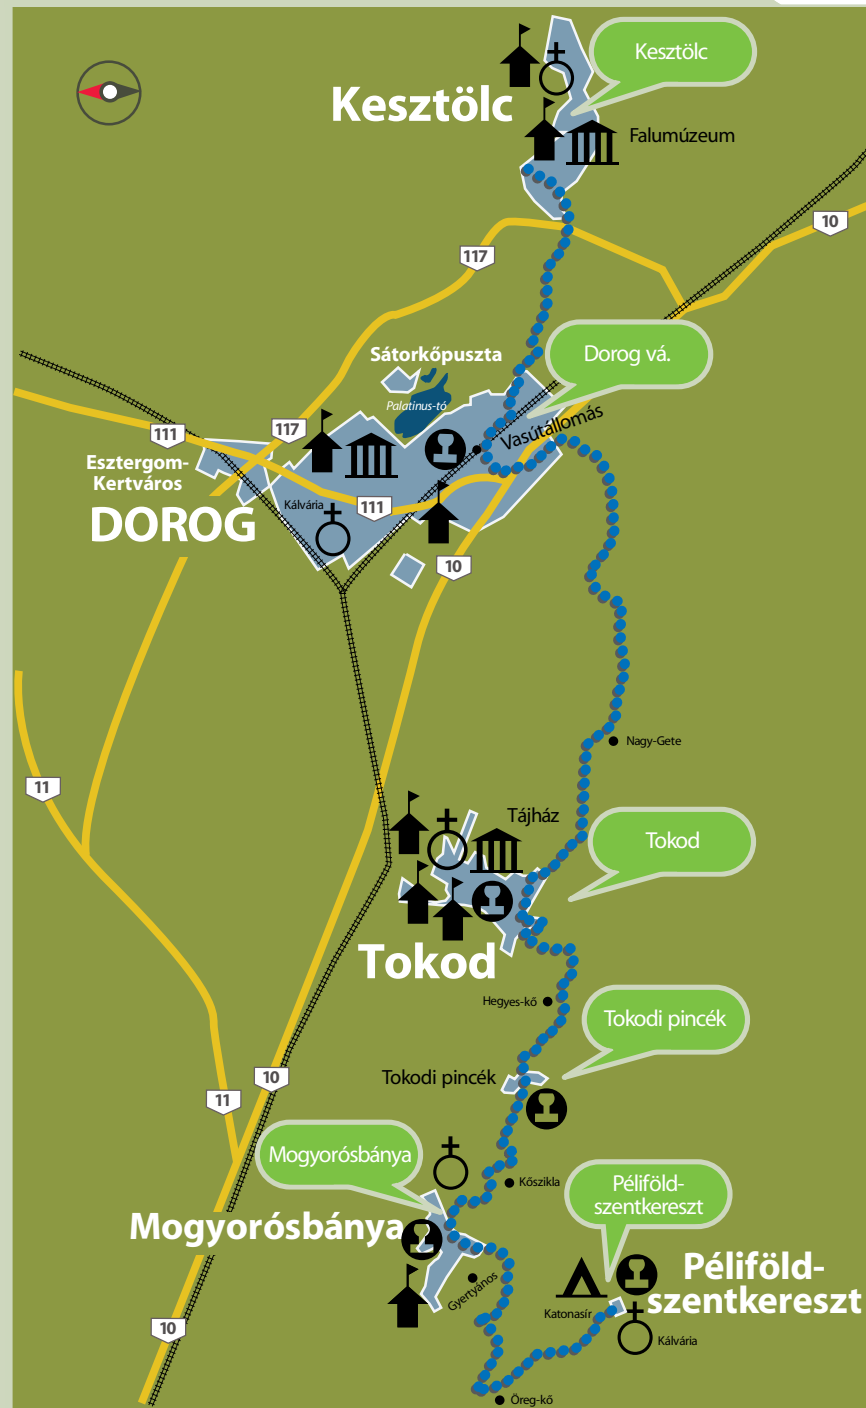 Kesztölc
Kesztölc
Falumúzeum
10
117
Sátorkőpuszta
Dorog vá.
Palatinus-tó
Vasútállomás
111
117
Esztergom-
Kertváros
DOROG
Kálvária
111
10
Nagy-Gete
11
Tájház
Tokod
Tokod
Hegyes-kő
Tokodi pincék
Tokodi pincék
10
11
Mogyorósbánya
Kőszikla
Péliföld-
szentkereszt
Mogyorósbánya
Gyertyános
Péliföld-
szentkereszt
Katonasír
Kálvária
10
Öreg-kő